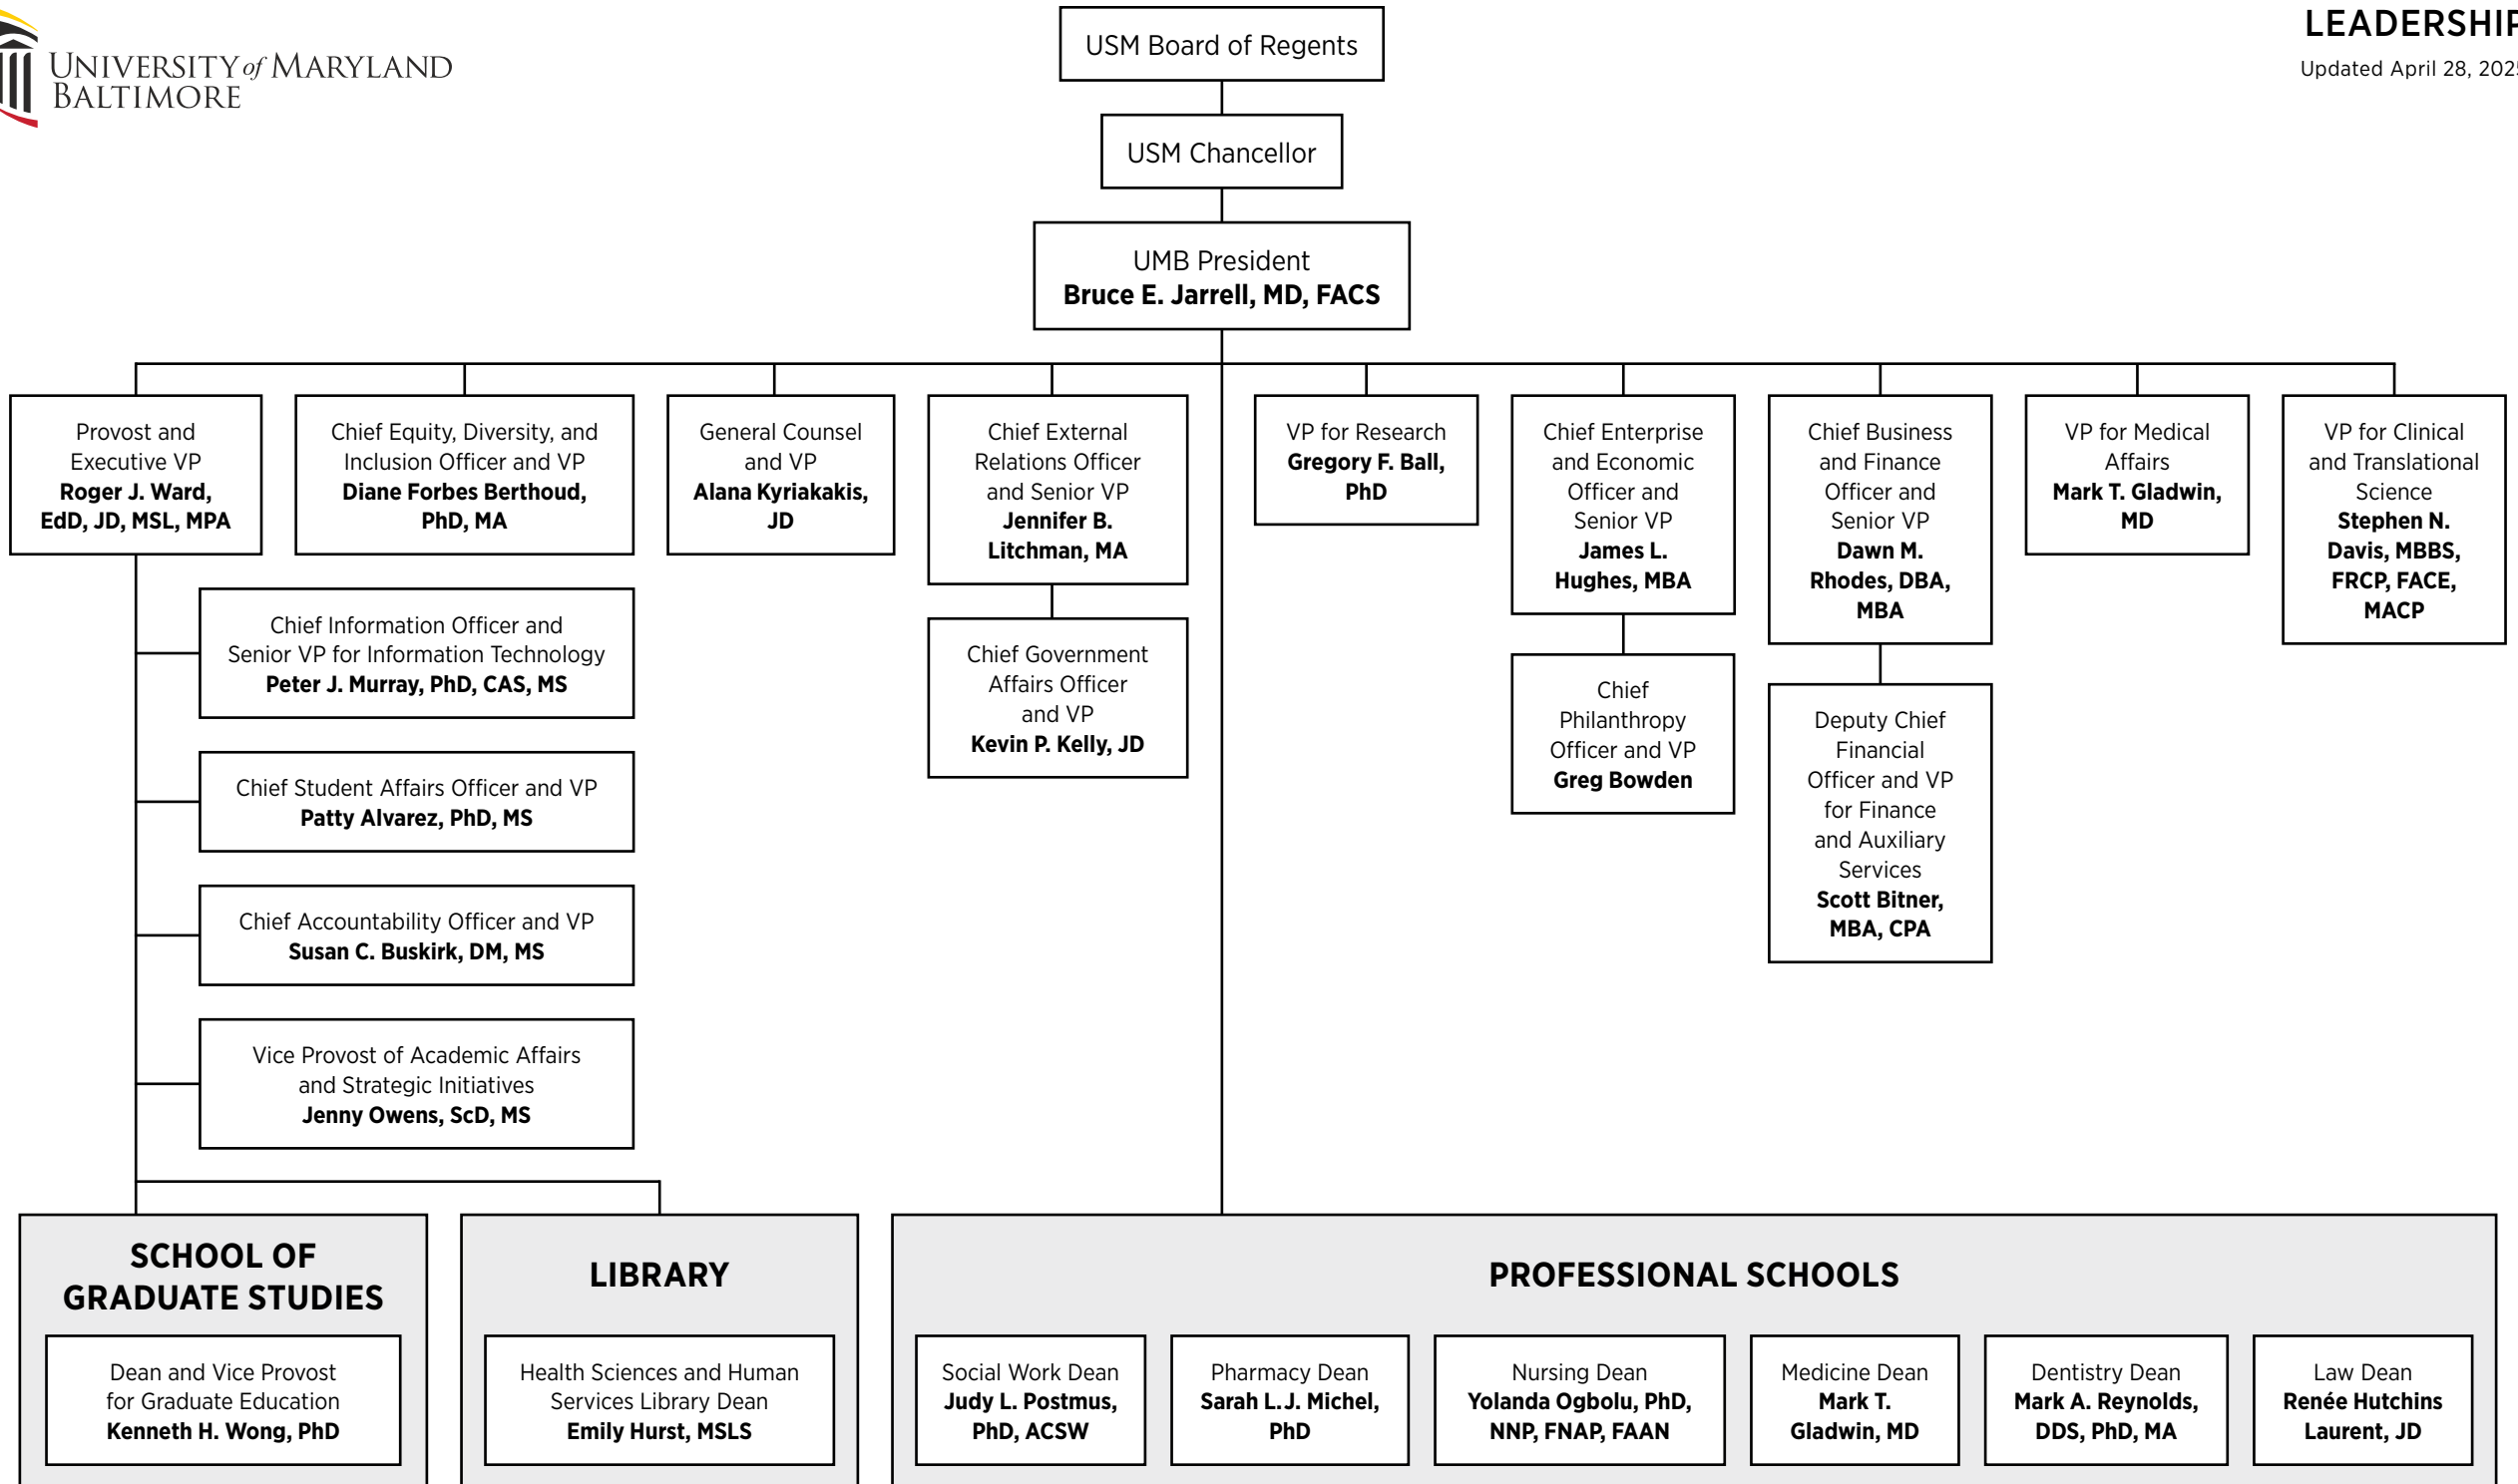 UNIVERSITY of MARYLAND
BALTIMORE
LEADERSHIP
Updated April 28, 2025
USM Board of Regents
USM Chancellor
UMB President
Bruce E. Jarrell, MD, FACS
Provost and
Executive VP
Roger J. Ward,
EdD, JD, MSL, MPA
Chief Equity, Diversity, and
Inclusion Officer and VP
Diane Forbes Berthoud,
PhD, MA
General Counsel
and VP
Alana Kyriakakis,
JD
Chief External
Relations Officer
and Senior VP
Jennifer B.
Litchman, MA
VP for Research
Gregory F. Ball,
PhD
Chief Enterprise
and Economic
Officer and
Senior VP
James L.
Hughes, MBA
Chief Business
and Finance
Officer and
Senior VP
Dawn M.
Rhodes, DBA,
MBA
VP for Medical
Affairs
Mark T. Gladwin,
MD
VP for Clinical
and Translational
Science
Stephen N.
Davis, MBBS,
FRCP, FACE,
MACP
Chief Information Officer and
Senior VP for Information Technology
Peter J. Murray, PhD, CAS, MS
Chief Government
Affairs Officer
and VP
Kevin P. Kelly, JD
Chief
Philanthropy
Officer and VP
Greg Bowden
Deputy Chief
Financial
Officer and VP
for Finance
and Auxiliary
Services
Scott Bitner,
MBA, CPA
Chief Student Affairs Officer and VP
Patty Alvarez, PhD, MS
Chief Accountability Officer and VP
Susan C. Buskirk, DM, MS
Vice Provost of Academic Affairs
and Strategic Initiatives
Jenny Owens, ScD, MS
SCHOOL OF
GRADUATE STUDIES
Dean and Vice Provost
for Graduate Education
Kenneth H. Wong, PhD
LIBRARY
Health Sciences and Human
Services Library Dean
Emily Hurst, MSLS
PROFESSIONAL SCHOOLS
Social Work Dean
Judy L. Postmus,
PhD, ACSW
Pharmacy Dean
Sarah L.J. Michel,
PhD
Nursing Dean
Yolanda Ogbolu, PhD,
NNP, FNAP, FAAN
Medicine Dean
Mark T.
Gladwin, MD
Dentistry Dean
Mark A. Reynolds,
DDS, PhD, MA
Law Dean
Renée Hutchins
Laurent, JD